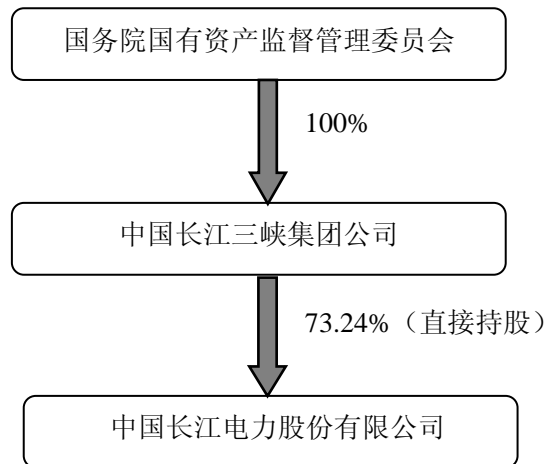 国务院国有资产监督管理委员会
100%
中国长江三峡集团公司
73.24%（直接持股）
中国长江电力股份有限公司